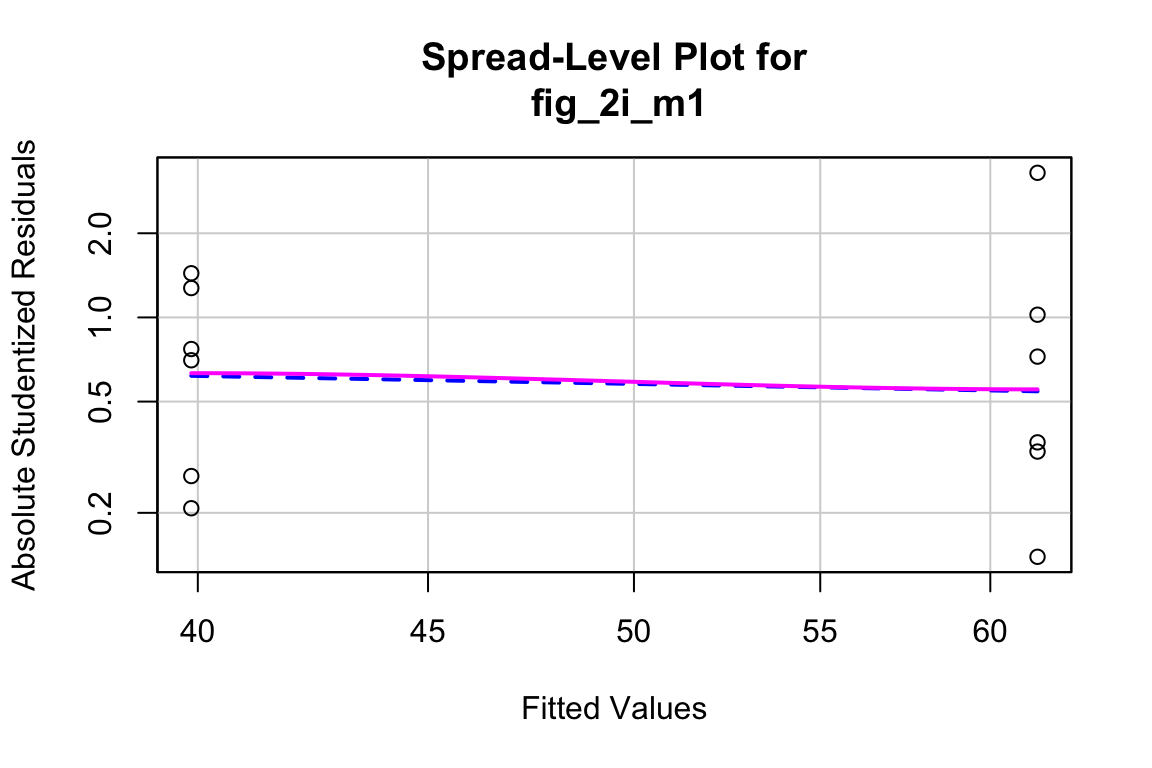 Spread-Level Plot for
fig_2i_m1
Absolute Studentized Residuals
2.0
1.0
0.5
0.2
40 45 50 55 60
Fitted Values